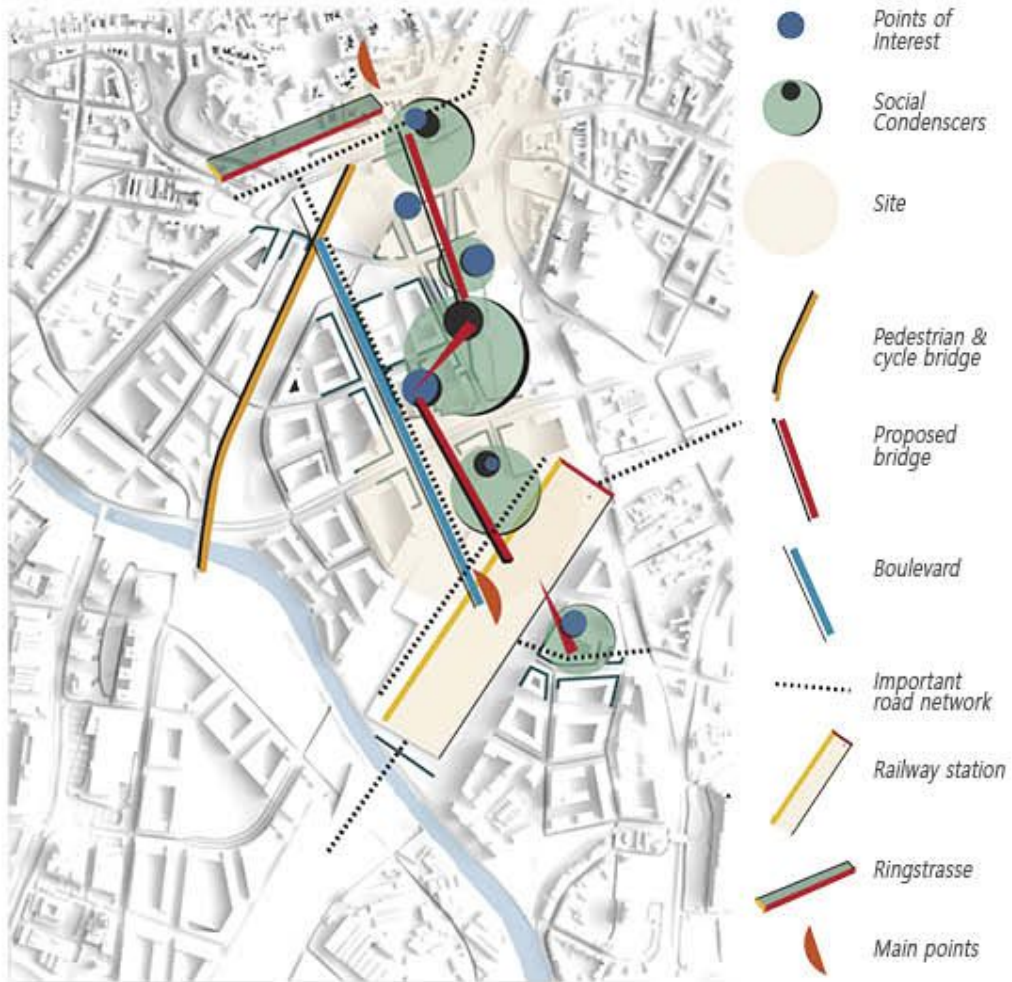 Points of
Interest
Social
Condenscers
Site
Pedestrian &
cycle bridge
Proposed
bridge
Boulevard
Important
road network
Railway station
Ringstrasse
Main points